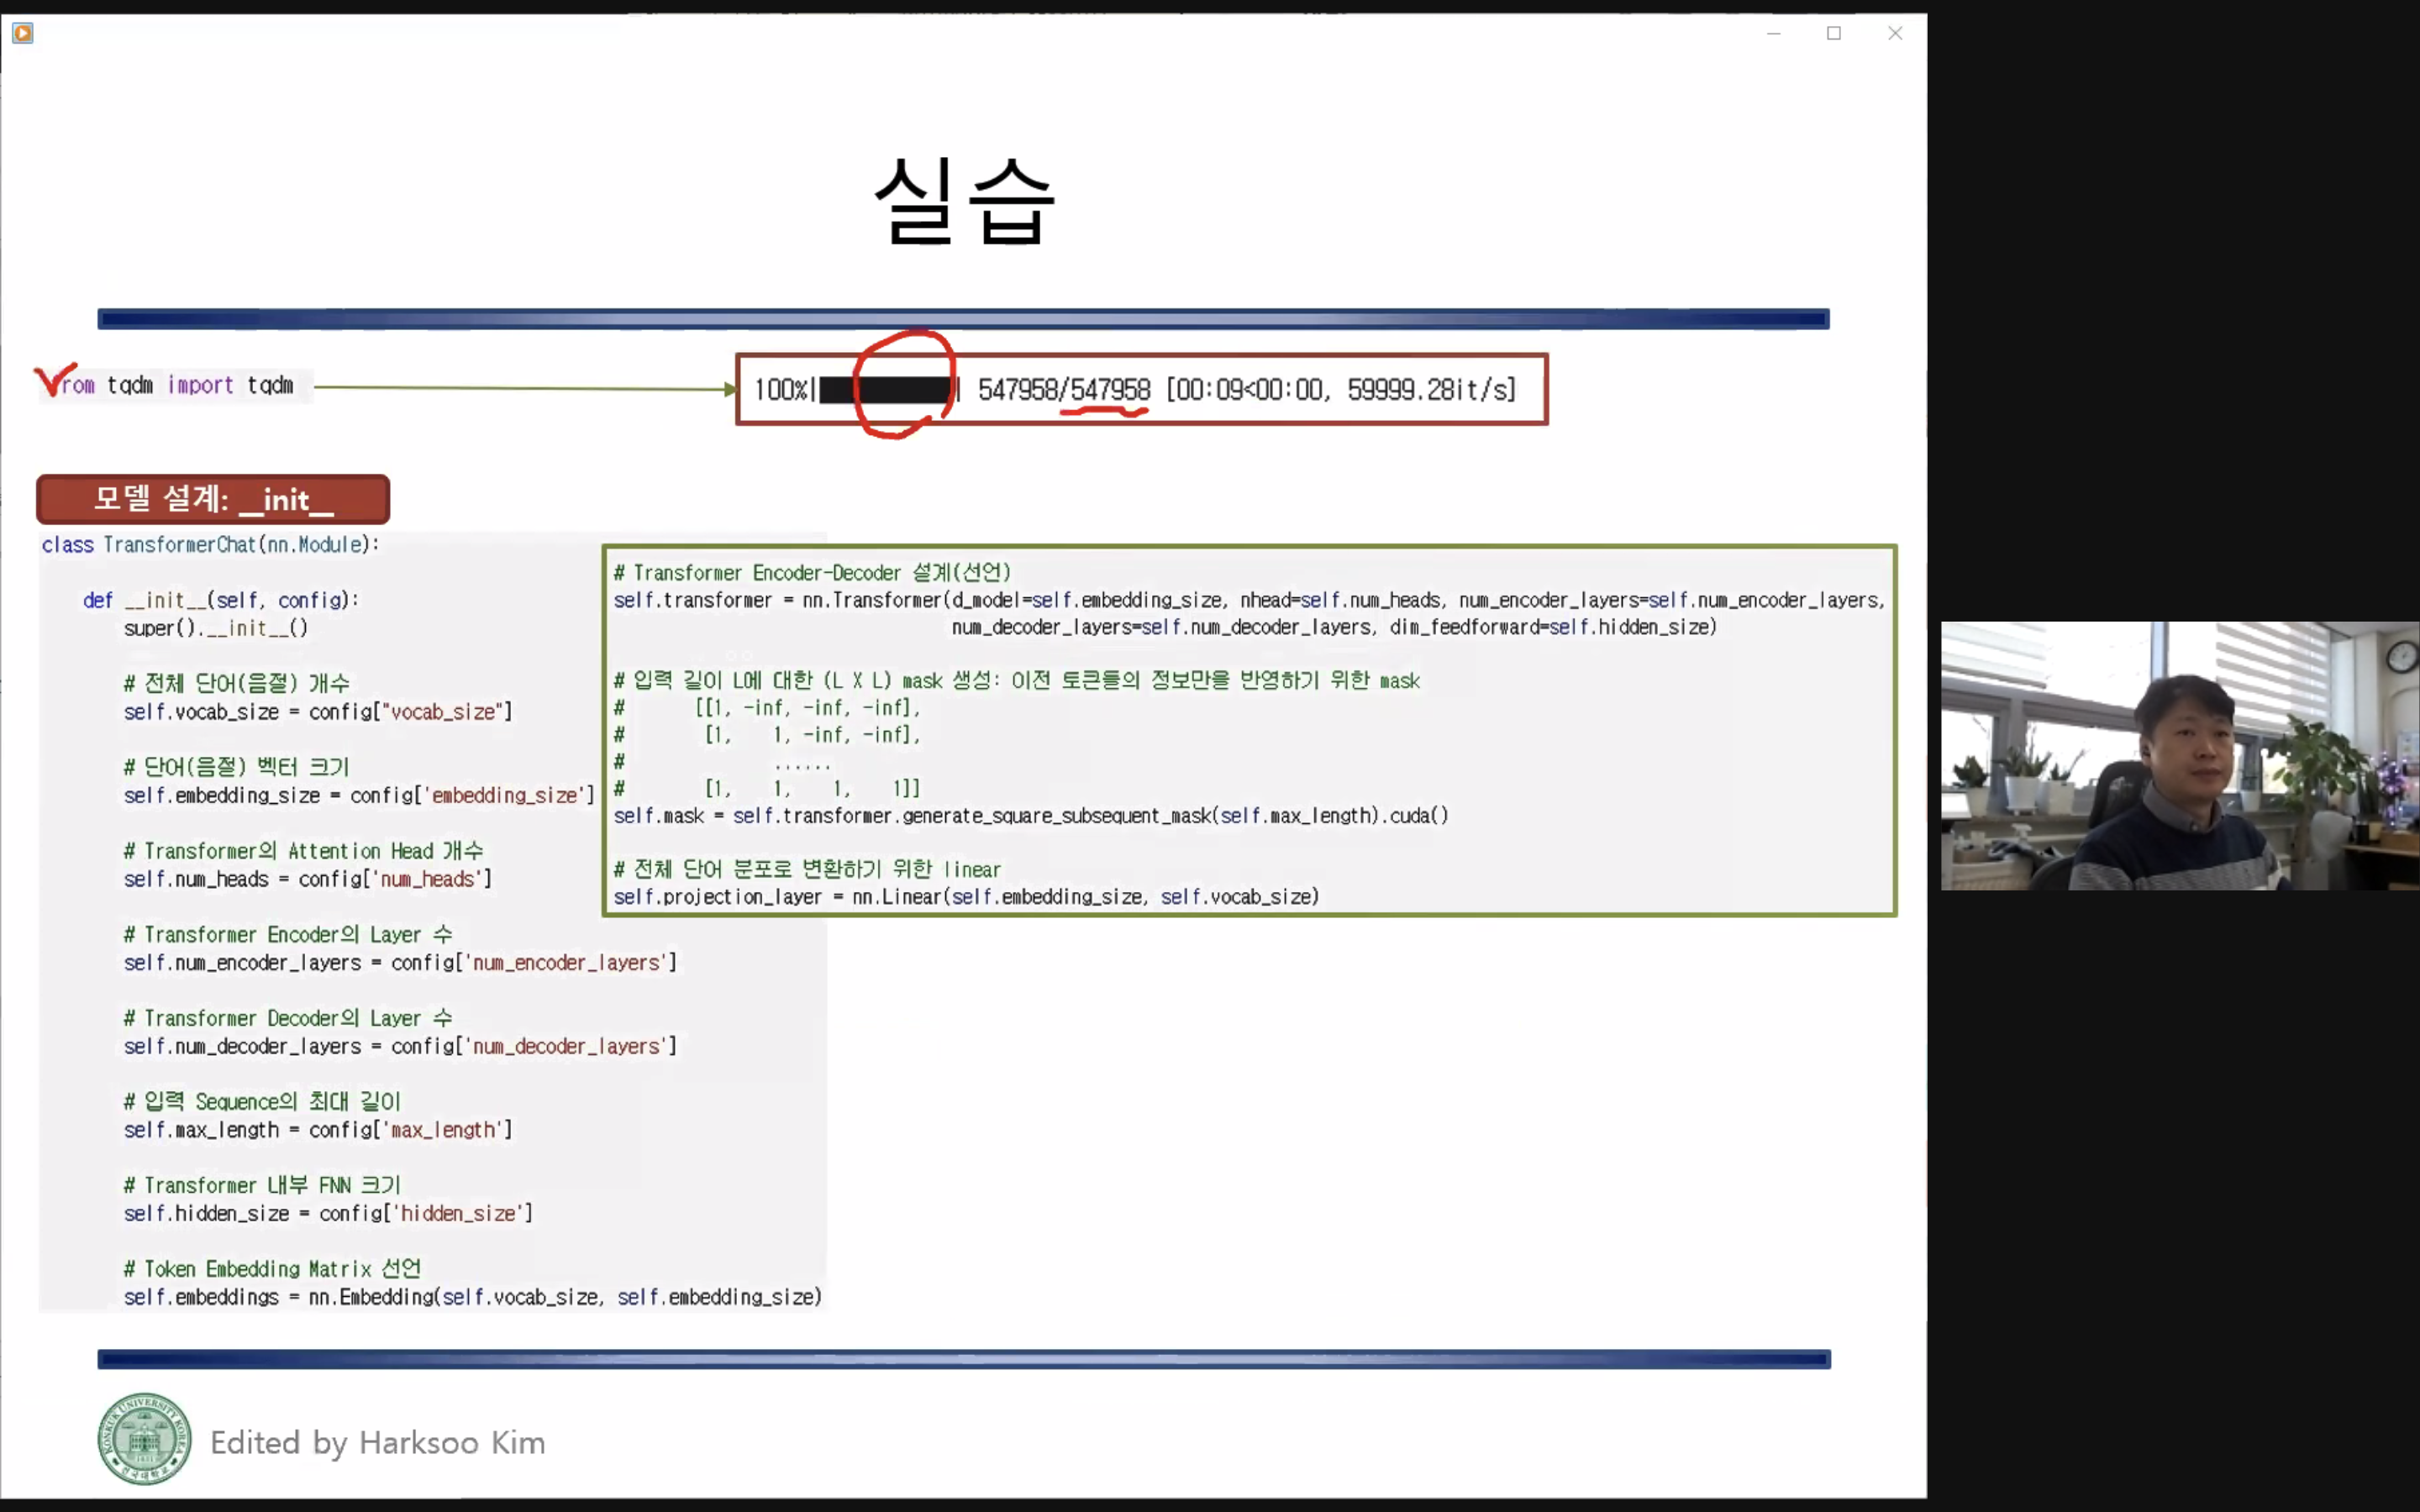 실습
from tqdm import tqdm
100%| | 547958/547958 [00:09<00:00, 59999.28it/s]
모델 설계: __init__
class TransformerChat(nn.Module):
def __init__(self, config):
super().__init__()
# 전체 단어(음절) 개수
self.vocab_size = config["vocab_size"]
# 단어(음절) 벡터 크기
self.embedding_size = config['embedding_size']
# Transformer의 Attention Head 개수
self.num_heads = config['num_heads']
# Transformer Encoder의 Layer 수
self.num_encoder_layers = config['num_encoder_layers']
# Transformer Decoder의 Layer 수
self.num_decoder_layers = config['num_decoder_layers']
# 입력 Sequence의 최대 길이
self.max_length = config['max_length']
# Transformer 내부 FNN 크기
self.hidden_size = config['hidden_size']
# Token Embedding Matrix 선언
self.embeddings = nn.Embedding(self.vocab_size, self.embedding_size)
# Transformer Encoder-Decoder 설계(선언)
self.transformer = nn.Transformer(d_model=self.embedding_size, nhead=self.num_heads, num_encoder_layers=self.num_encoder_layers,
num_decoder_layers=self.num_decoder_layers, dim_feedforward=self.hidden_size)
# 입력 길이 L에 대한 (L X L) mask 생성: 이전 토큰들의 정보만을 반영하기 위한 mask
# [[1, -inf, -inf, -inf],
# [1, 1, -inf, -inf],
# ......
# [1, 1, 1, 1]]
self.mask = self.transformer.generate_square_subsequent_mask(self.max_length).cuda()
# 전체 단어 분포로 변환하기 위한 linear
self.projection_layer = nn.Linear(self.embedding_size, self.vocab_size)
KONKUK UNIVERSITY KOREA
건국대학교
Edited by Harksoo Kim